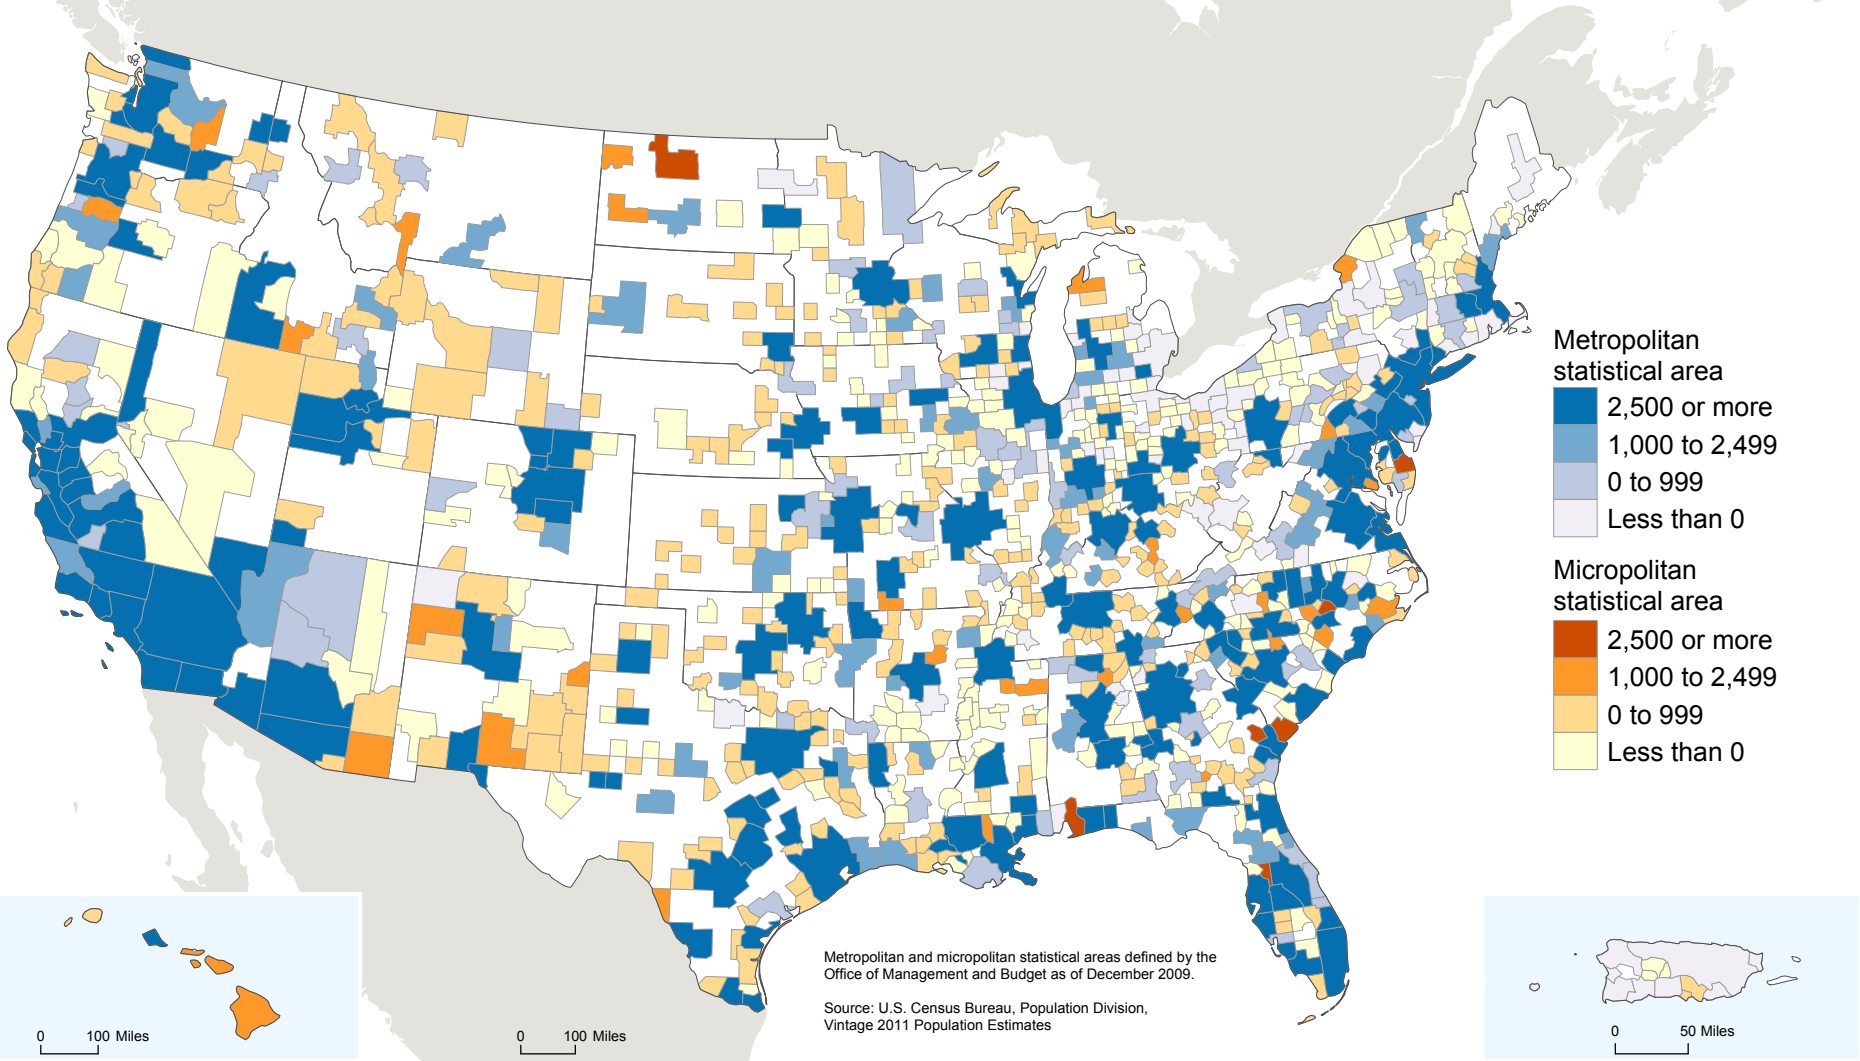 Metropolitan
statistical area
2,500 or more
1,000 to 2,499
0 to 999
Less than 0
Micropolitan
statistical area
2,500 or more
1,000 to 2,499
0 to 999
Less than 0
Metropolitan and micropolitan statistical areas defined by the
Office of Management and Budget as of December 2009.
Source: U.S. Census Bureau, Population Division,
Vintage 2011 Population Estimates
0 100 Miles
0 100 Miles
0 50 Miles